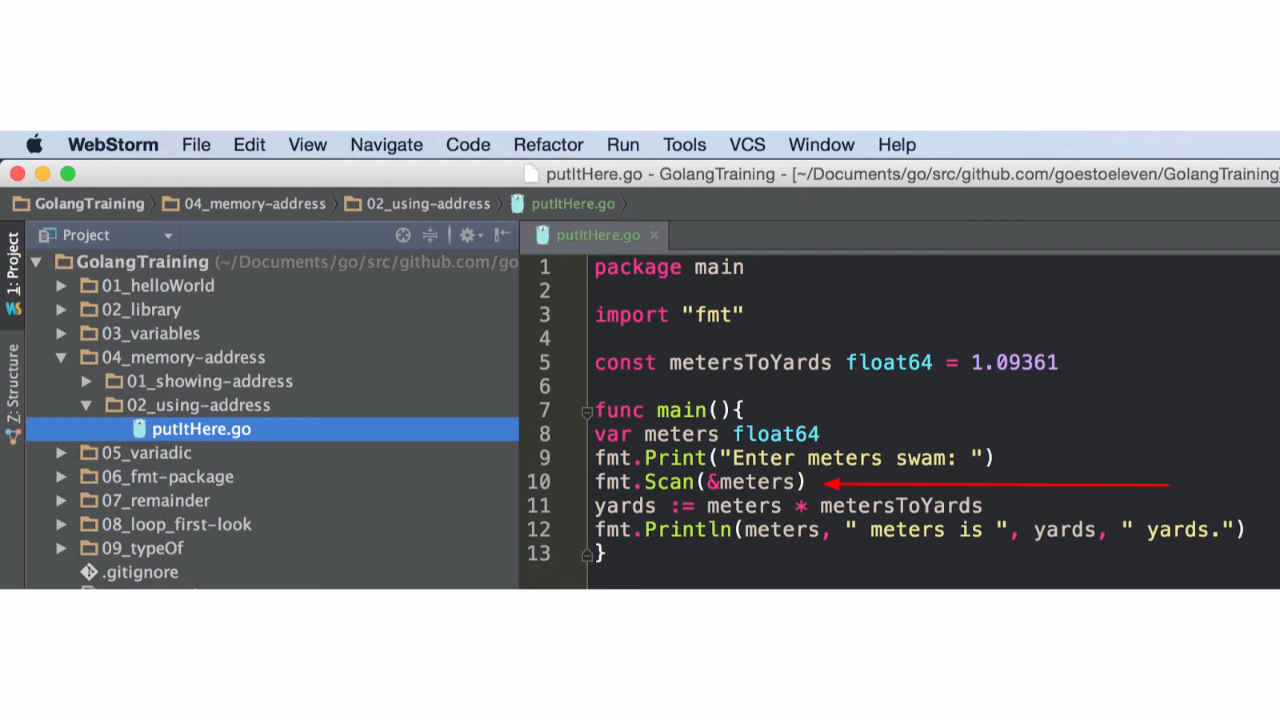 WebStorm File Edit View Navigate Code Refactor Run Tools VCS Window Help
putItHere.go - GolangTraining - [~/Documents/go/src/github.com/goestoeleven/GolangTraining]
GolangTraining 04_memory-address 02_using-address putItHere.go
1: Project
Z: Structure
Project
GolangTraining (~/Documents/go/src/github.com/go
01_helloWorld
02_library
03_variables
04_memory-address
01_showing-address
02_using-address
putItHere.go
05_variadic
06_fmt-package
07_remainder
08_loop_first-look
09_typeOf
.gitignore
putItHere.go
1 package main
2
3 import "fmt"
4
5 const metersToYards float64 = 1.09361
6
7 func main(){
8 var meters float64
9 fmt.Print("Enter meters swam: ")
10 fmt.Scan(&meters)
11 yards := meters * metersToYards
12 fmt.Println(meters, " meters is ", yards, " yards.")
13 }